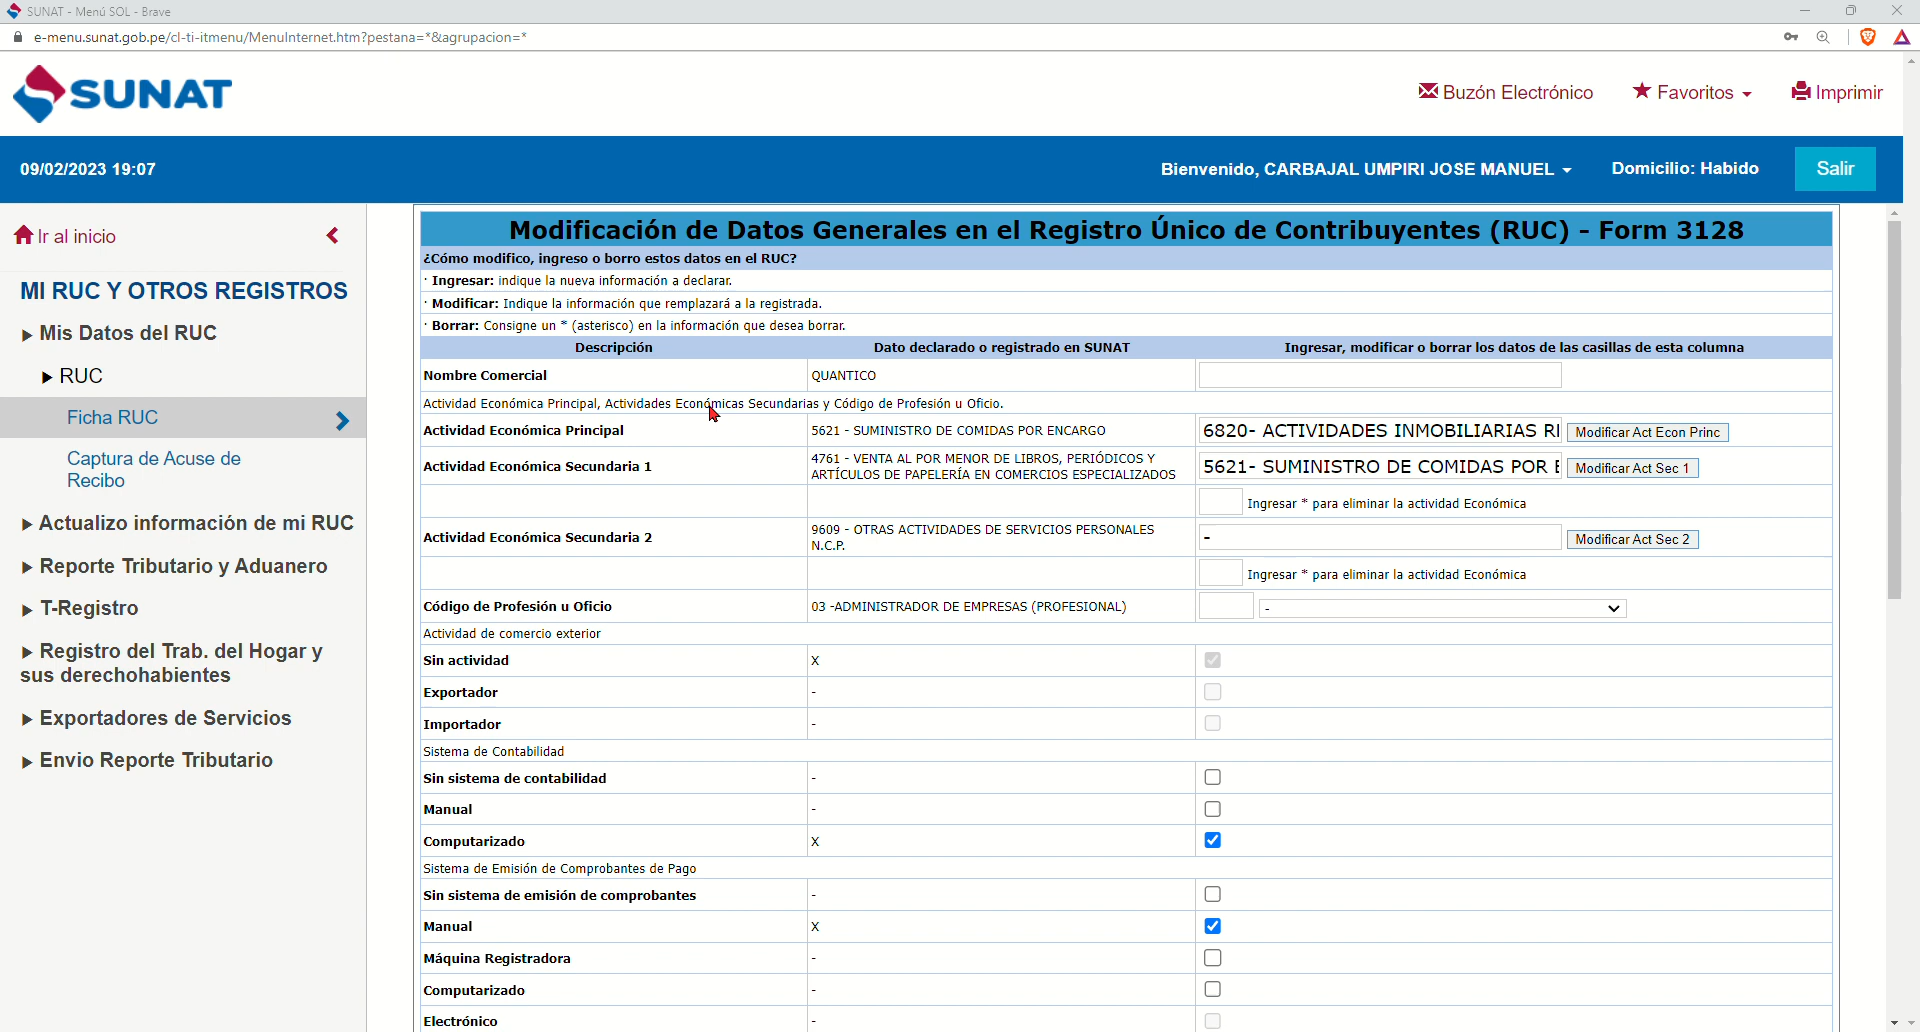 SUNAT - Menú SOL - Brave
e-menu.sunat.gob.pe/cl-ti-itmenu/MenuInternet.htm?pestana=*&agrupacion=*
SUNAT
Buzón Electrónico Favoritos Imprimir
09/02/2023 19:07
Bienvenido, CARBAJAL UMPIRI JOSE MANUEL Domicilio: Habido Salir
Ir al inicio
MI RUC Y OTROS REGISTROS
Mis Datos del RUC
RUC
Ficha RUC
Captura de Acuse de
Recibo
Actualizo información de mi RUC
Reporte Tributario y Aduanero
T-Registro
Registro del Trab. del Hogar y
sus derechohabientes
Exportadores de Servicios
Envio Reporte Tributario
Modificación de Datos Generales en el Registro Único de Contribuyentes (RUC) - Form 3128
¿Cómo modifico, ingreso o borro estos datos en el RUC?
· Ingresar: indique la nueva información a declarar.
· Modificar: Indique la información que remplazará a la registrada.
· Borrar: Consigne un * (asterisco) en la información que desea borrar.
Descripción Dato declarado o registrado en SUNAT Ingresar, modificar o borrar los datos de las casillas de esta columna
Nombre Comercial QUANTICO
Actividad Económica Principal, Actividades Económicas Secundarias y Código de Profesión u Oficio.
Actividad Económica Principal 5621 - SUMINISTRO DE COMIDAS POR ENCARGO 6820- ACTIVIDADES INMOBILIARIAS RI Modificar Act Econ Princ
Actividad Económica Secundaria 1 4761 - VENTA AL POR MENOR DE LIBROS, PERIÓDICOS Y
ARTÍCULOS DE PAPELERÍA EN COMERCIOS ESPECIALIZADOS 5621- SUMINISTRO DE COMIDAS POR E Modificar Act Sec 1
Ingresar * para eliminar la actividad Económica
Actividad Económica Secundaria 2 9609 - OTRAS ACTIVIDADES DE SERVICIOS PERSONALES
N.C.P. - Modificar Act Sec 2
Ingresar * para eliminar la actividad Económica
Código de Profesión u Oficio 03 -ADMINISTRADOR DE EMPRESAS (PROFESIONAL) -
Actividad de comercio exterior
Sin actividad X
Exportador -
Importador -
Sistema de Contabilidad
Sin sistema de contabilidad -
Manual -
Computarizado X
Sistema de Emisión de Comprobantes de Pago
Sin sistema de emisión de comprobantes -
Manual X
Máquina Registradora -
Computarizado -
Electrónico -